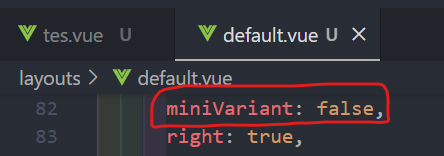 tes.vue U default.vue U
layouts > default.vue
82 miniVariant: false,
83 right: true,